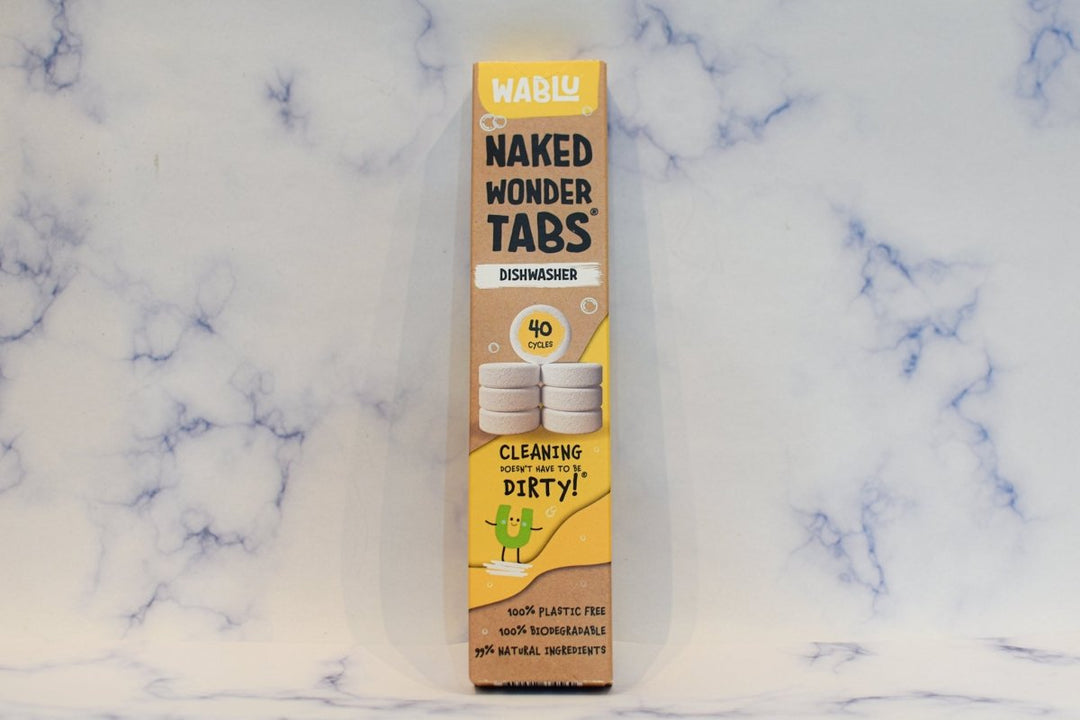 WABLU
NAKED
WONDER
TABS®
DISHWASHER
40
CYCLES
CLEANING
DOESN'T HAVE TO BE
DIRTY!®
100% PLASTIC FREE
100% BIODEGRADABLE
99% NATURAL INGREDIENTS